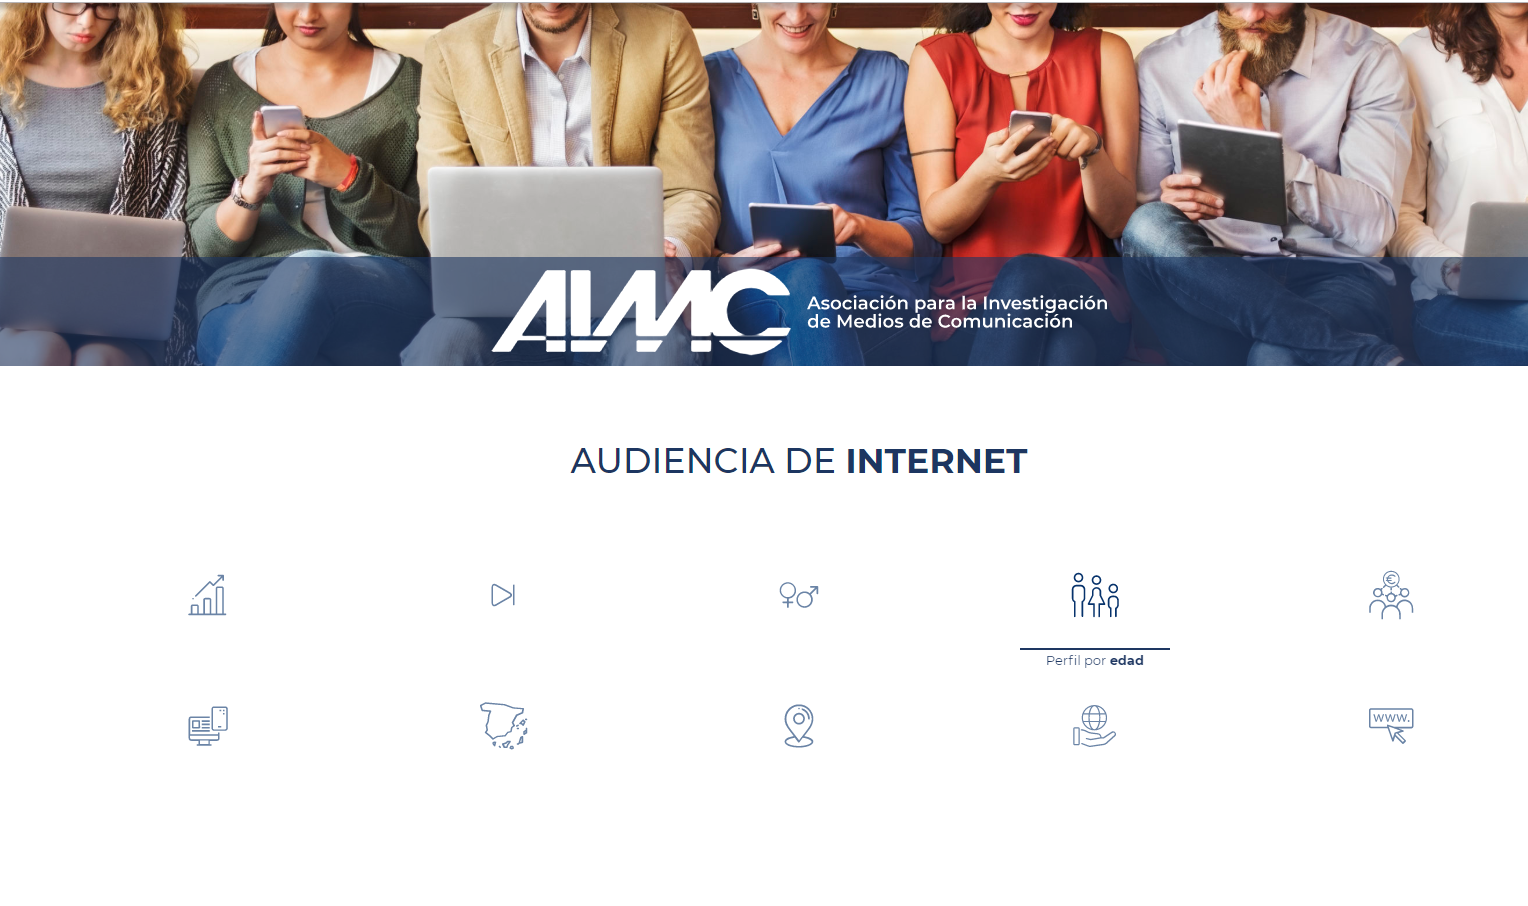 AIMC
Asociación para la Investigación
de Medios de Comunicación
AUDIENCIA DE INTERNET
€
Perfil por edad
www.